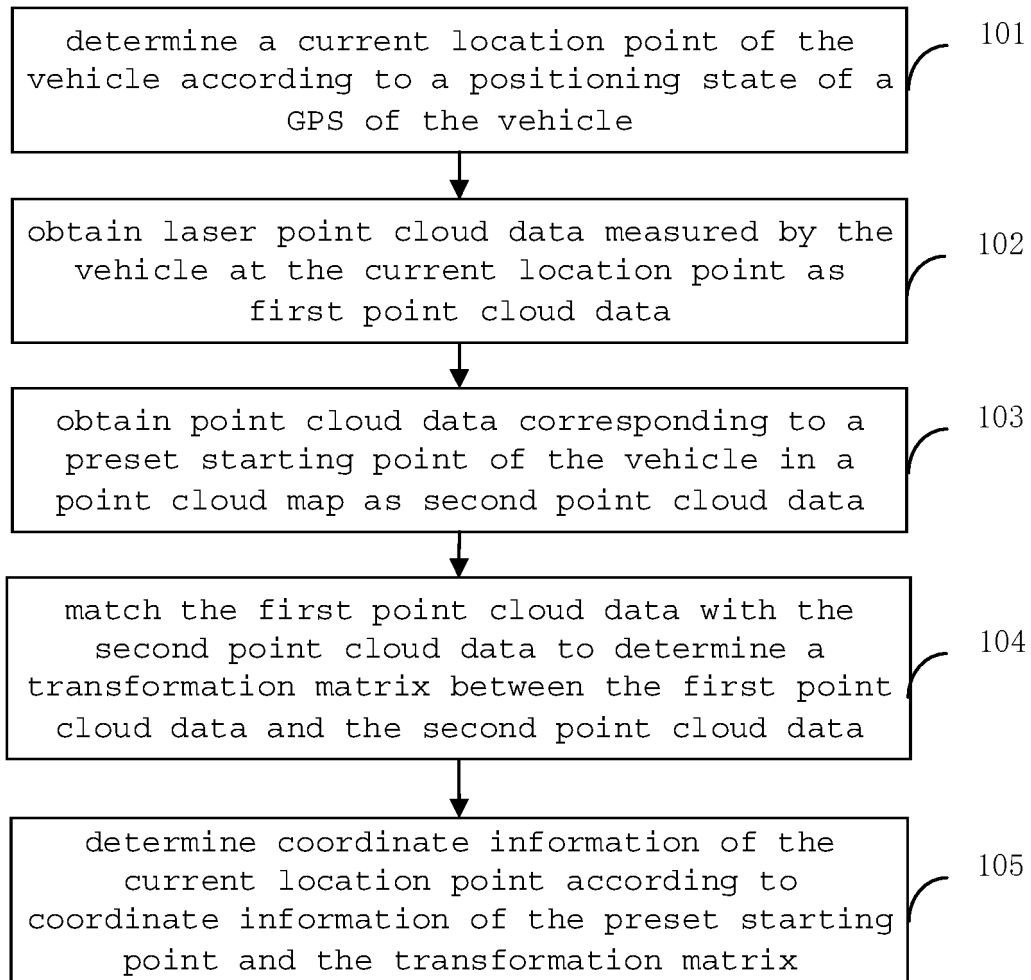 determine a current location point of the
vehicle according to a positioning state of a
GPS of the vehicle
101
obtain laser point cloud data measured by the
vehicle at the current location point as
first point cloud data
102
obtain point cloud data corresponding to a
preset starting point of the vehicle in a
point cloud map as second point cloud data
103
match the first point cloud data with the
second point cloud data to determine a
transformation matrix between the first point
cloud data and the second point cloud data
104
determine coordinate information of the
current location point according to
coordinate information of the preset starting
point and the transformation matrix
105